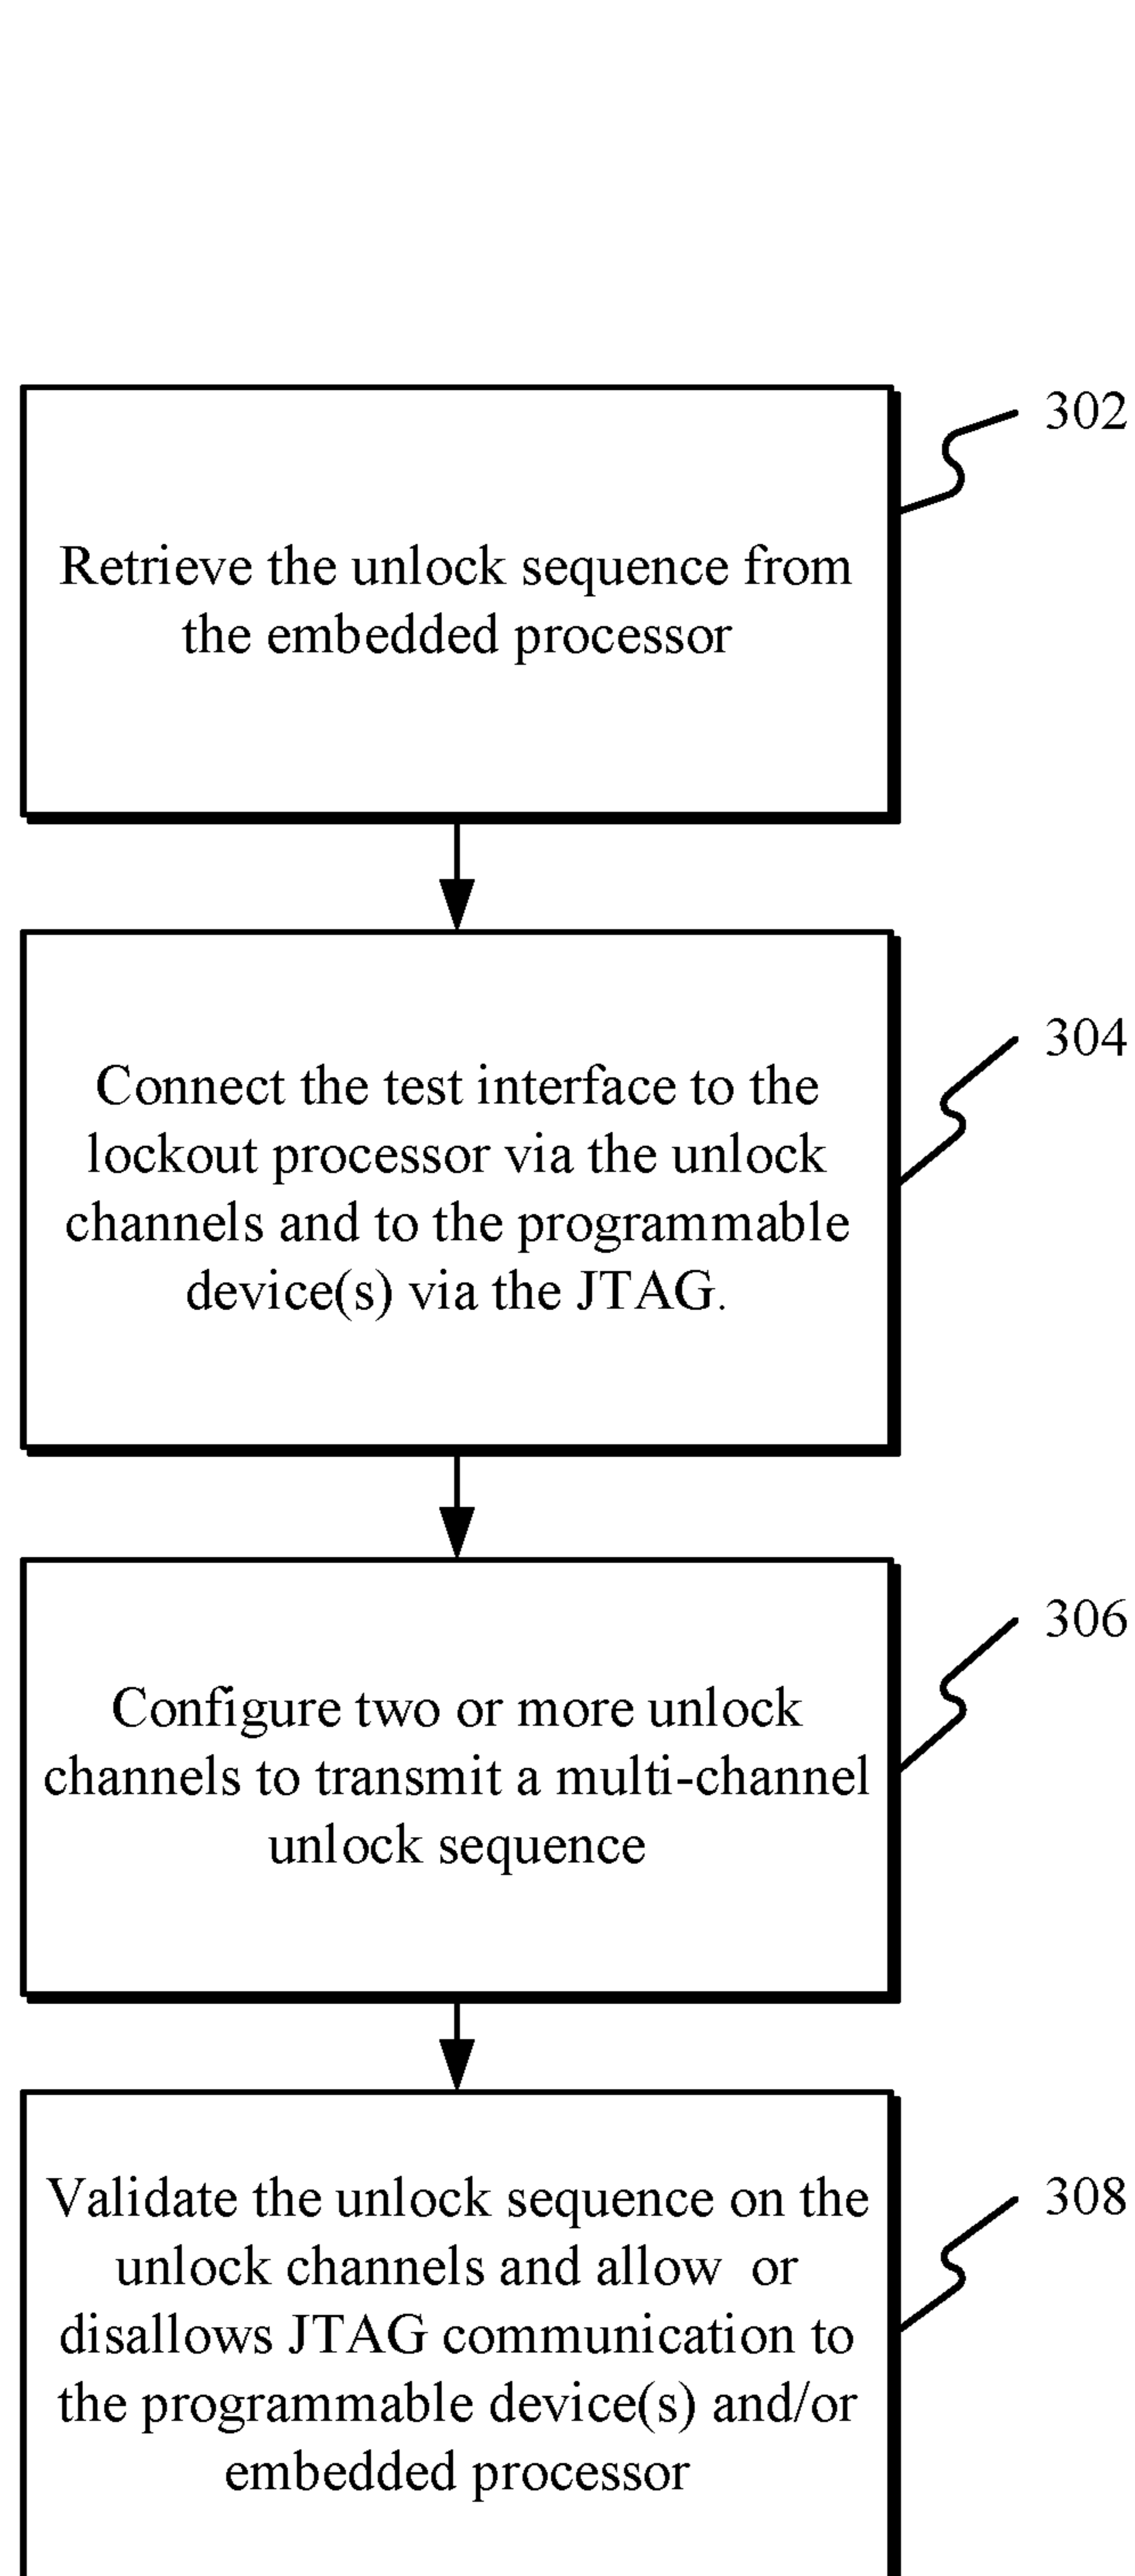 302
Retrieve the unlock sequence from
the embedded processor
304
Connect the test interface to the
lockout processor via the unlock
channels and to the programmable
device(s) via the JTAG.
306
Configure two or more unlock
channels to transmit a multi-channel
unlock sequence
308
Validate the unlock sequence on the
unlock channels and allow  or
disallows JTAG communication to
the programmable device(s) and/or
embedded processor